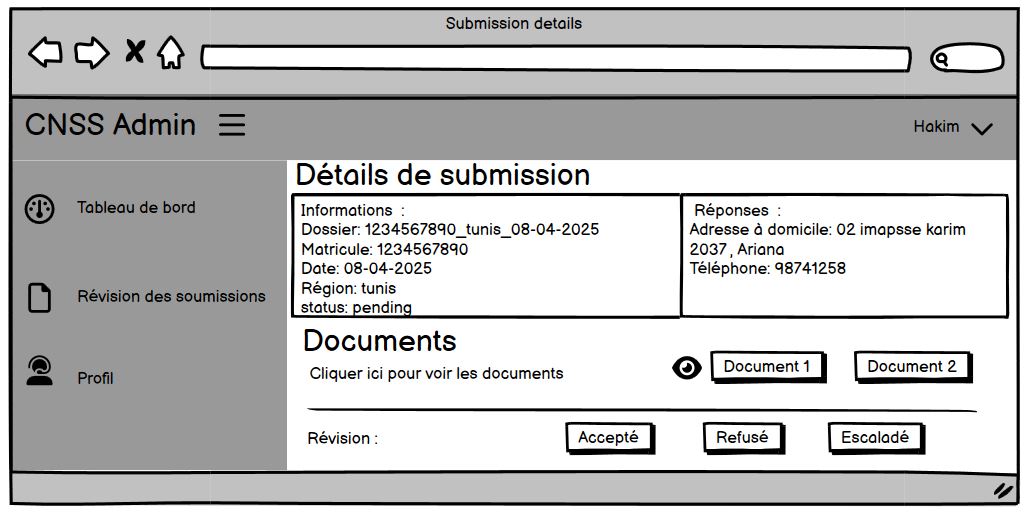 Submission details
CNSS Admin
Hakim
Tableau de bord
Révision des soumissions
Profil
Détails de submission
Informations :
Dossier: 1234567890_tunis_08-04-2025
Matricule: 1234567890
Date: 08-04-2025
Région: tunis
status: pending
Réponses :
Adresse à domicile: 02 imapsse karim
2037, Ariana
Téléphone: 98741258
Documents
Cliquer ici pour voir les documents
Document 1
Document 2
Révision :
Accepté
Refusé
Escaladé